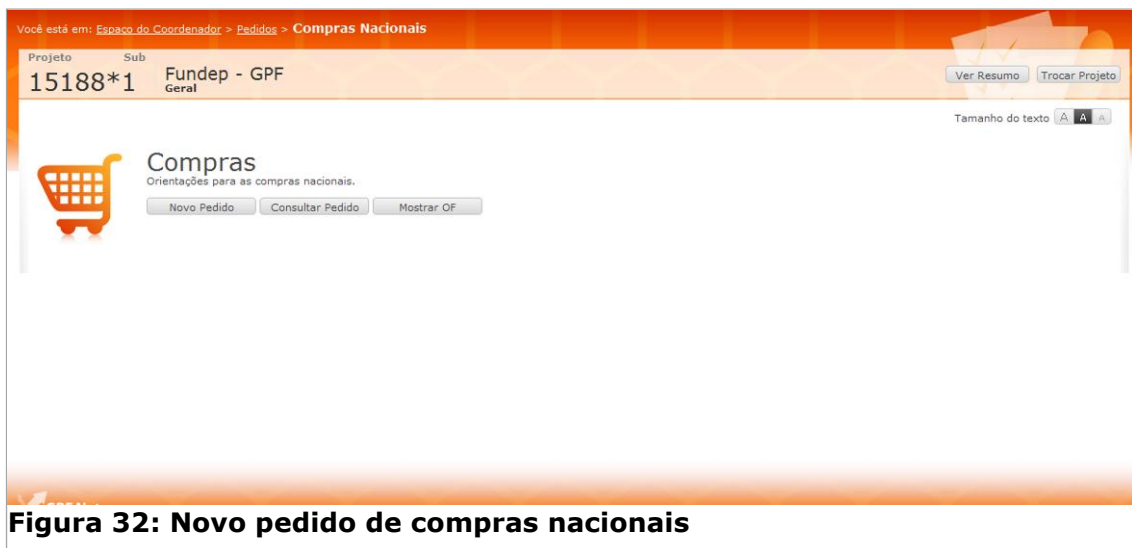 Você está em: Espaço do Coordenador > Pedidos > Compras Nacionais
Projeto Sub
15188*1 Fundep - GPF
Geral
Ver Resumo Trocar Projeto
Tamanho do texto A A A
Compras
Orientações para as compras nacionais.
Novo Pedido Consultar Pedido Mostrar OF
Figura 32: Novo pedido de compras nacionais